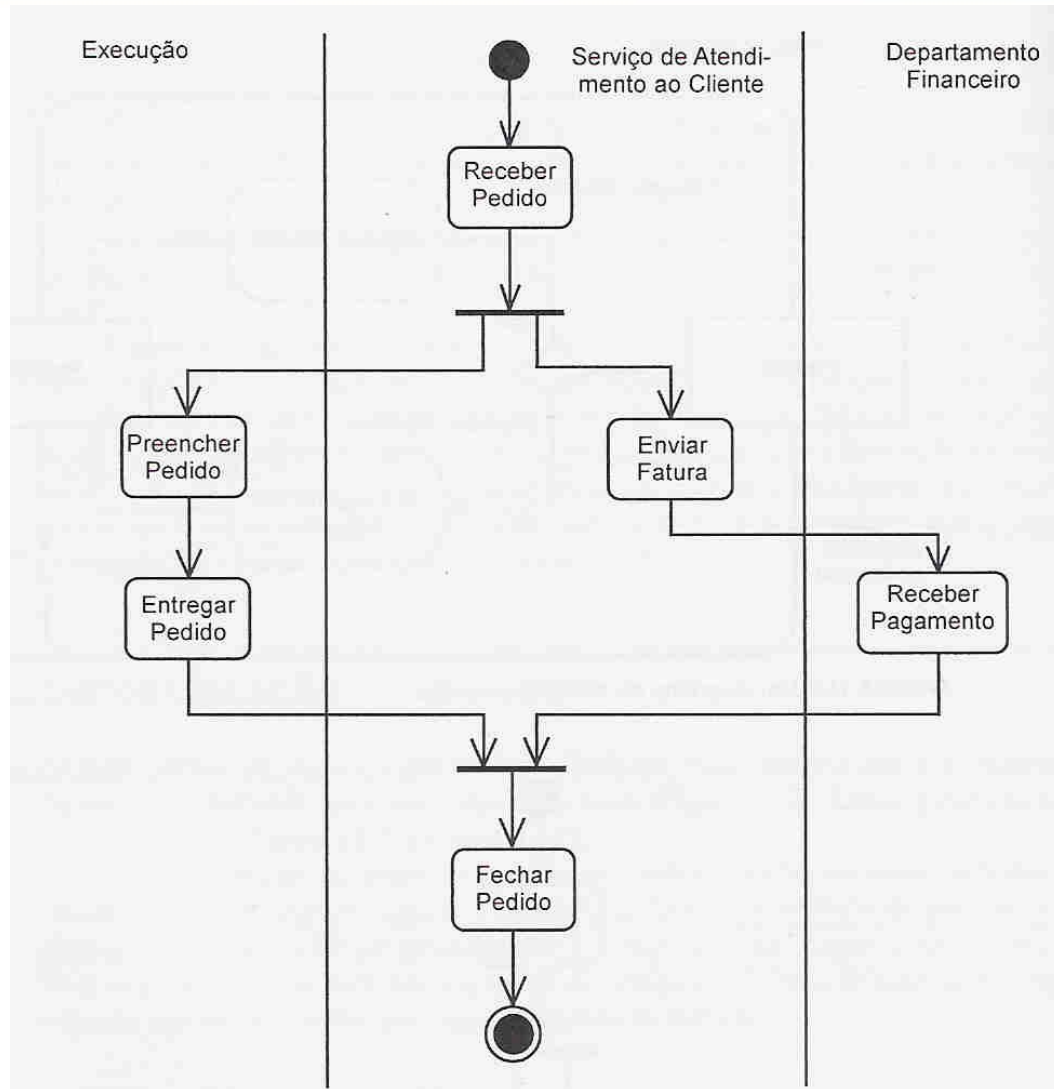 Execução
Serviço de Atendi-
mento ao Cliente
Departamento
Financeiro
Receber
Pedido
Preencher
Pedido
Enviar
Fatura
Entregar
Pedido
Receber
Pagamento
Fechar
Pedido